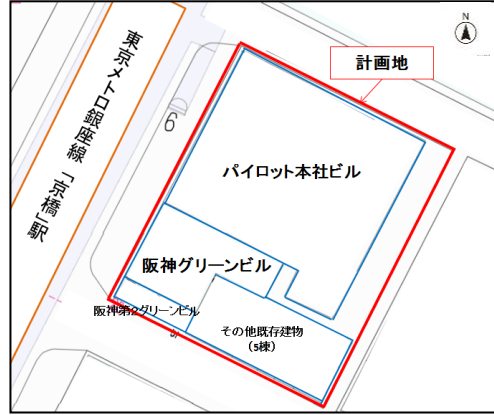 N
計画地
東京メトロ銀座線「京橋」駅
6
パイロット本社ビル
阪神グリーンビル
阪神第2グリーンビル
その他既存建物
（5棟）